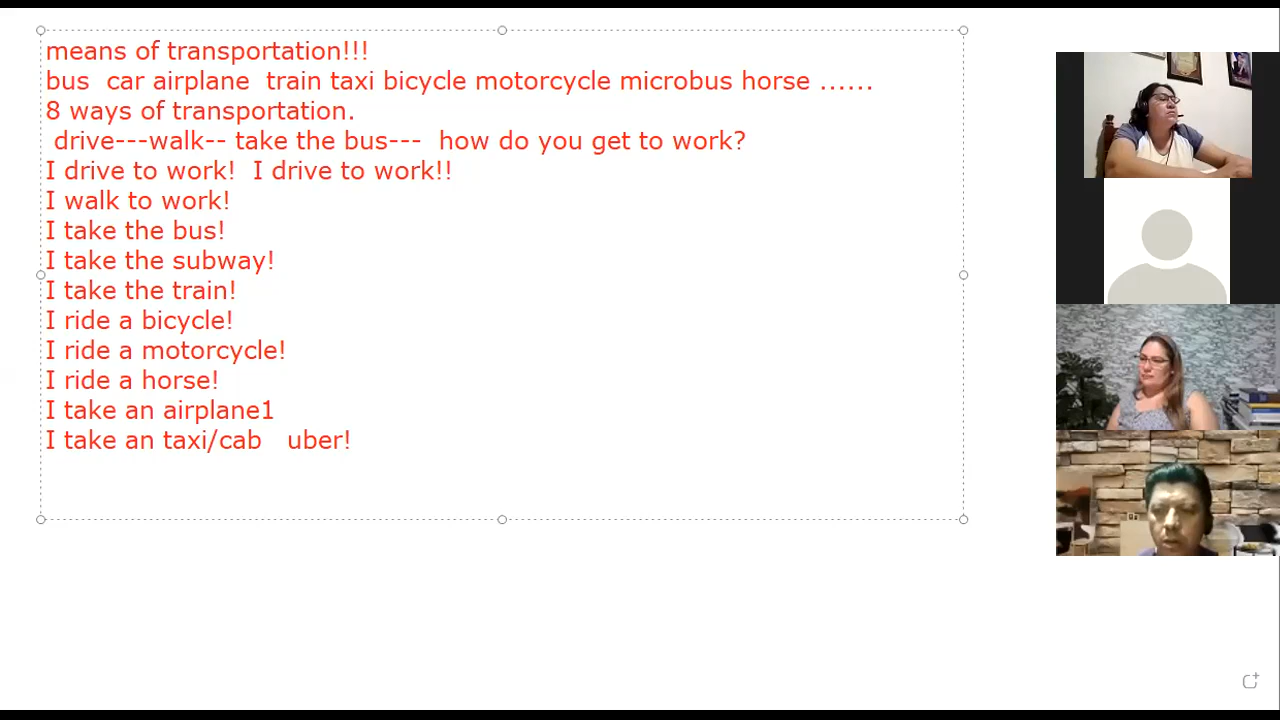 means of transportation!!!
bus  car airplane  train taxi bicycle motorcycle microbus horse ......
8 ways of transportation.
drive---walk-- take the bus---  how do you get to work?
I drive to work!  I drive to work!!
I walk to work!
I take the bus!
I take the subway!
I take the train!
I ride a bicycle!
I ride a motorcycle!
I ride a horse!
I take an airplane1
I take an taxi/cab   uber!